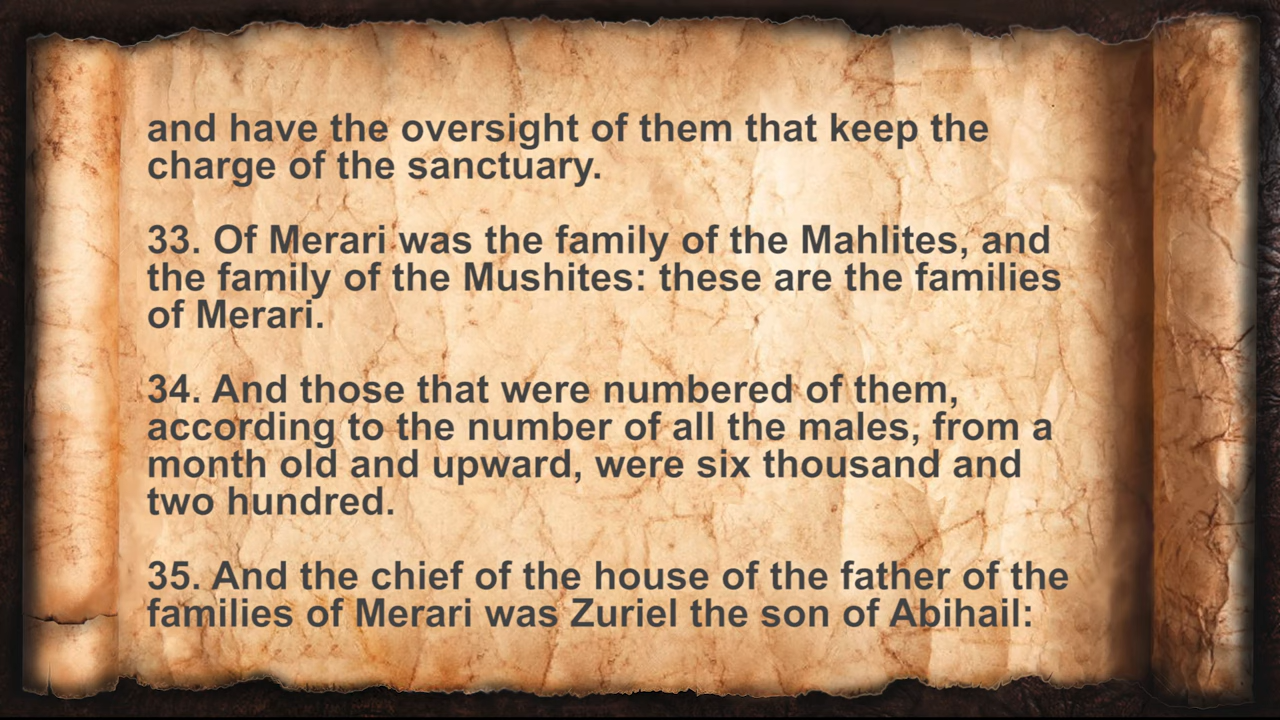 and have the oversight of them that keep the
charge of the sanctuary.
33. Of Merari was the family of the Mahlites, and
the family of the Mushites: these are the families
of Merari.
34. And those that were numbered of them,
according to the number of all the males, from a
month old and upward, were six thousand and
two hundred.
35. And the chief of the house of the father of the
families of Merari was Zuriel the son of Abihail: